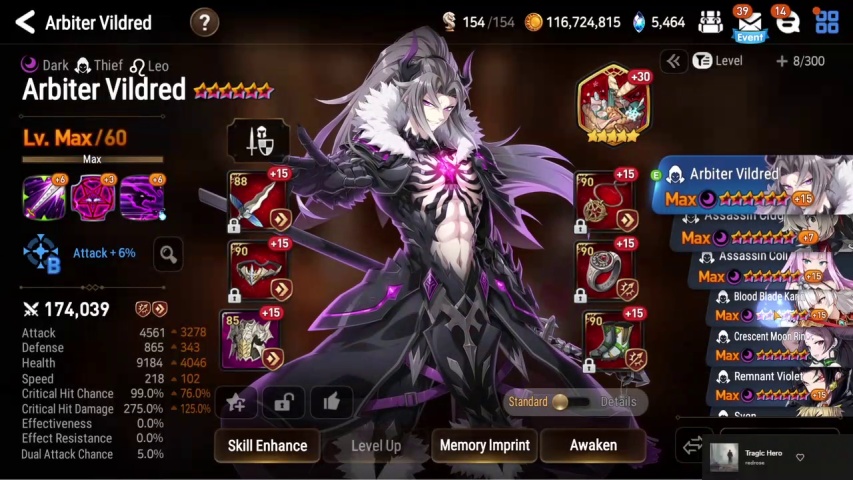 Arbiter Vildred
?
154/154
116,724,815
5,464
39
Event
14
Dark Thief Leo
Arbiter Vildred
Lv. Max/60
Max
+6
+3
+6
B
Attack + 6%
174,039
Attack 4561 3278
Defense 865 343
Health 9184 4046
Speed 218 102
Critical Hit Chance 99.0% 76.0%
Critical Hit Damage 275.0% 125.0%
Effectiveness 0.0%
Effect Resistance 0.0%
Dual Attack Chance 5.0%
88 +15
90 +15
85 +15
+30
90 +15
90 +15
90 +15
Standard
Details
Skill Enhance
Level Up
Memory Imprint
Awaken
Level
+ 8/300
E
Arbiter Vildred
Max +15
Max +7
Assassin
Max +15
Blood Blade
Max +15
Crescent Moon
Max +15
Remnant Violet
Max +15
Tragic Hero
redrose